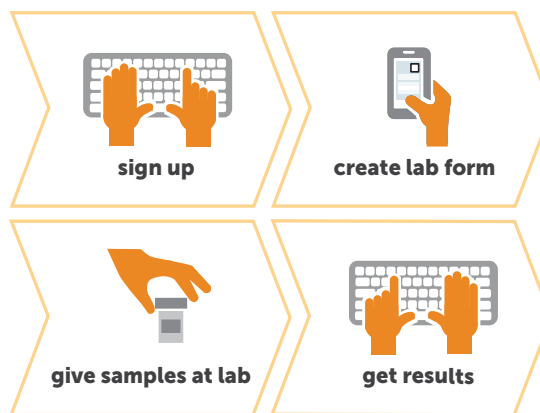 sign up
create lab form
give samples at lab
get results